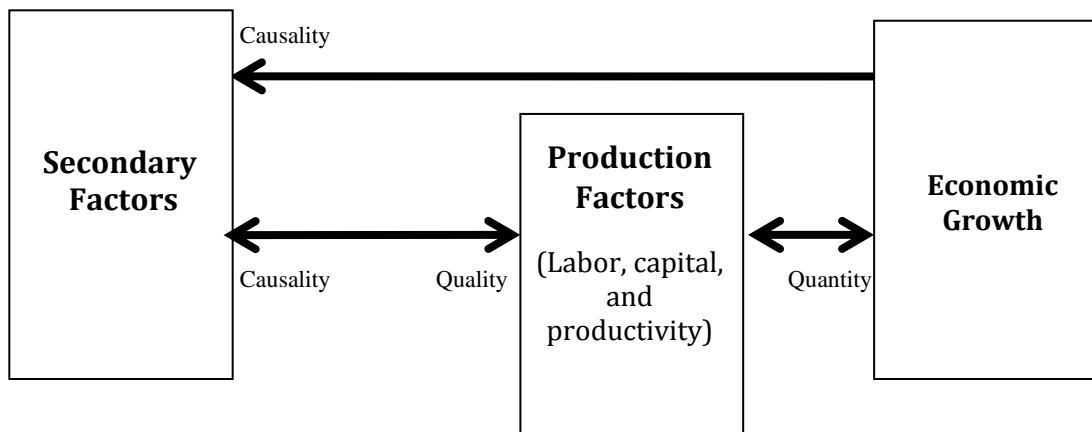 Causality
Secondary
Factors
Production
Factors
(Labor, capital,
and
productivity)
Economic
Growth
Causality
Quality
Quantity